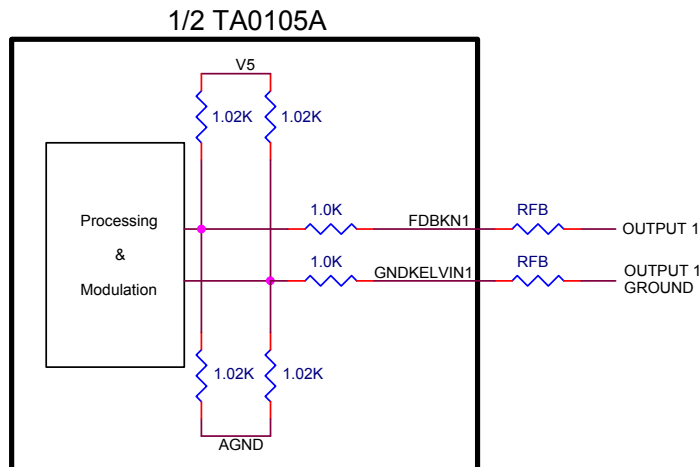 1/2 TA0105A
V5
1.02K
1.02K
Processing
&
Modulation
1.0K
FDBKN1
RFB
OUTPUT 1
1.0K
GNDKELVIN1
RFB
OUTPUT 1
GROUND
1.02K
1.02K
AGND